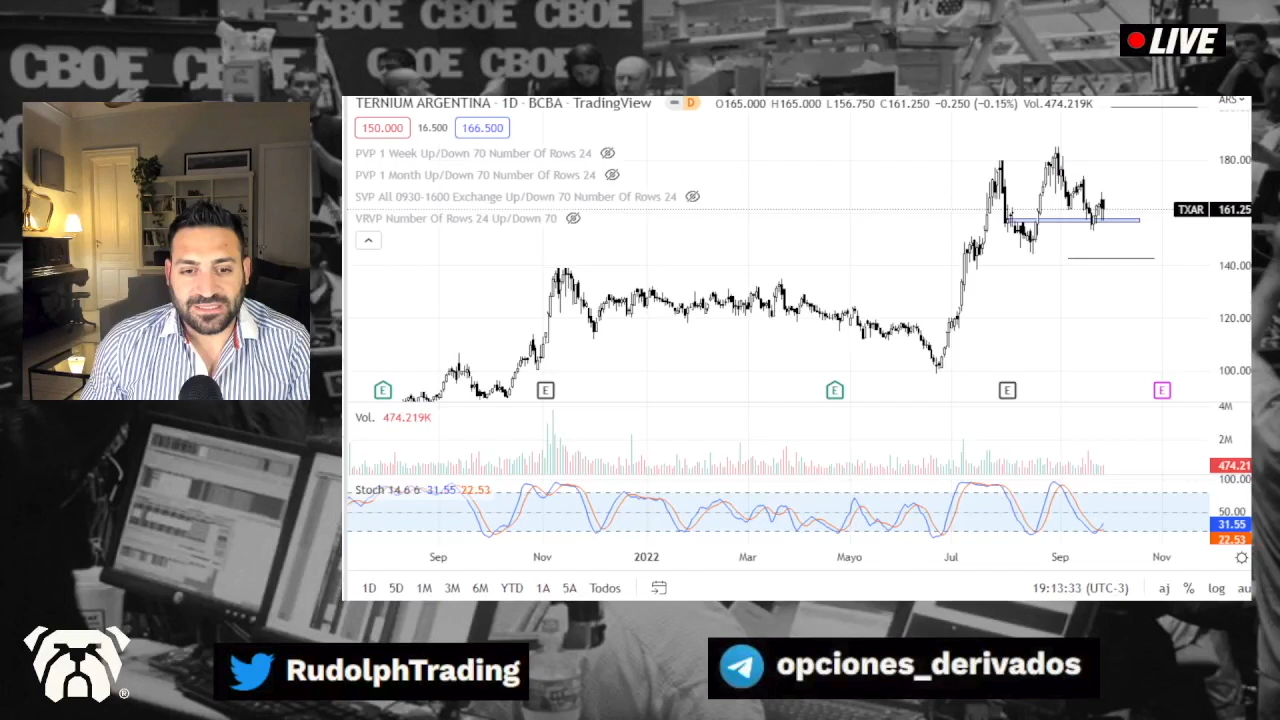 CBOE CBOE CBOE
CBOE CBOE
CBOE
LIVE
TERNIUM ARGENTINA · 1D · BCBA · TradingView D O165.000 H165.000 L156.750 C161.250 −0.250 (−0.15%) Vol.474.219K ARS
150.000 16.500 166.500
PVP 1 Week Up/Down 70 Number Of Rows 24
PVP 1 Month Up/Down 70 Number Of Rows 24
SVP All 0930-1600 Exchange Up/Down 70 Number Of Rows 24
VRVP Number Of Rows 24 Up/Down 70
180.00
TXAR 161.25
140.00
120.00
100.00
E E E E E
Vol. 474.219K
4M
2M
474.21
Stoch 14 6 6 31.55 22.53
100.00
50.00
31.55
22.53
Sep Nov 2022 Mar Mayo Jul Sep Nov
1D 5D 1M 3M 6M YTD 1A 5A Todos 19:13:33 (UTC-3) aj % log au
RudolphTrading
opciones_derivados
®